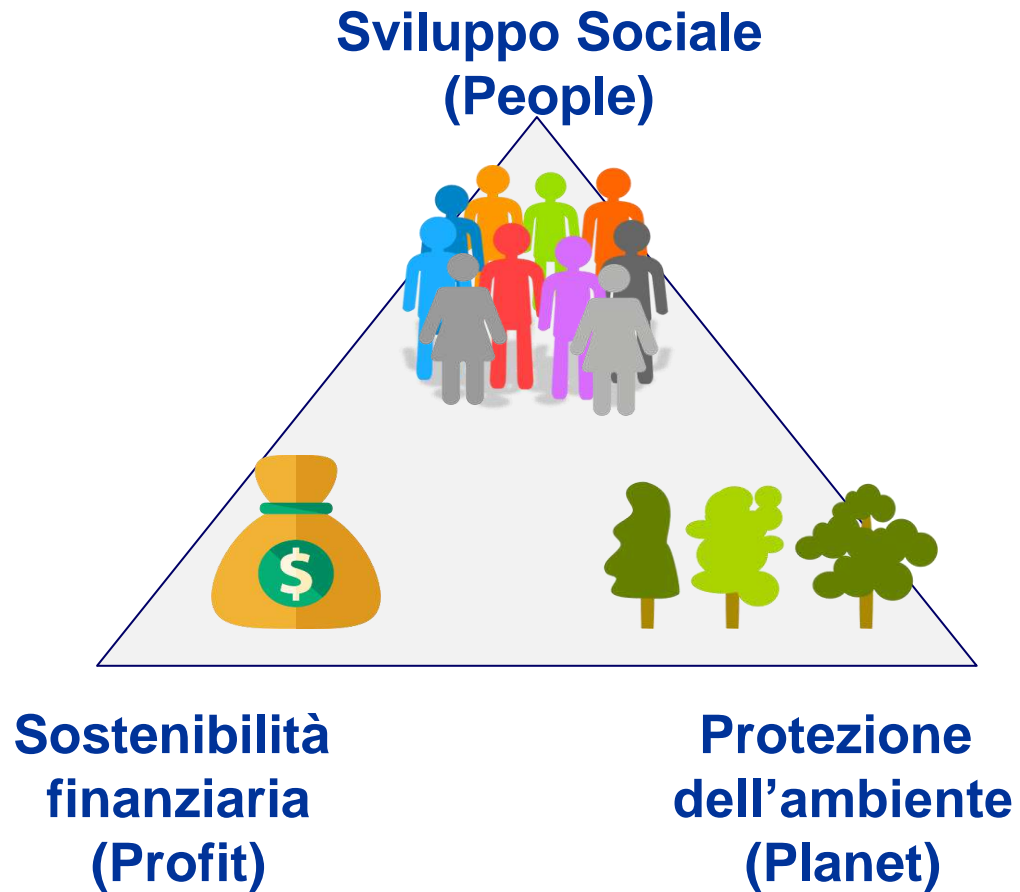 Sviluppo Sociale
(People)
$
Sostenibilità
finanziaria
(Profit)
Protezione
dell’ambiente
(Planet)